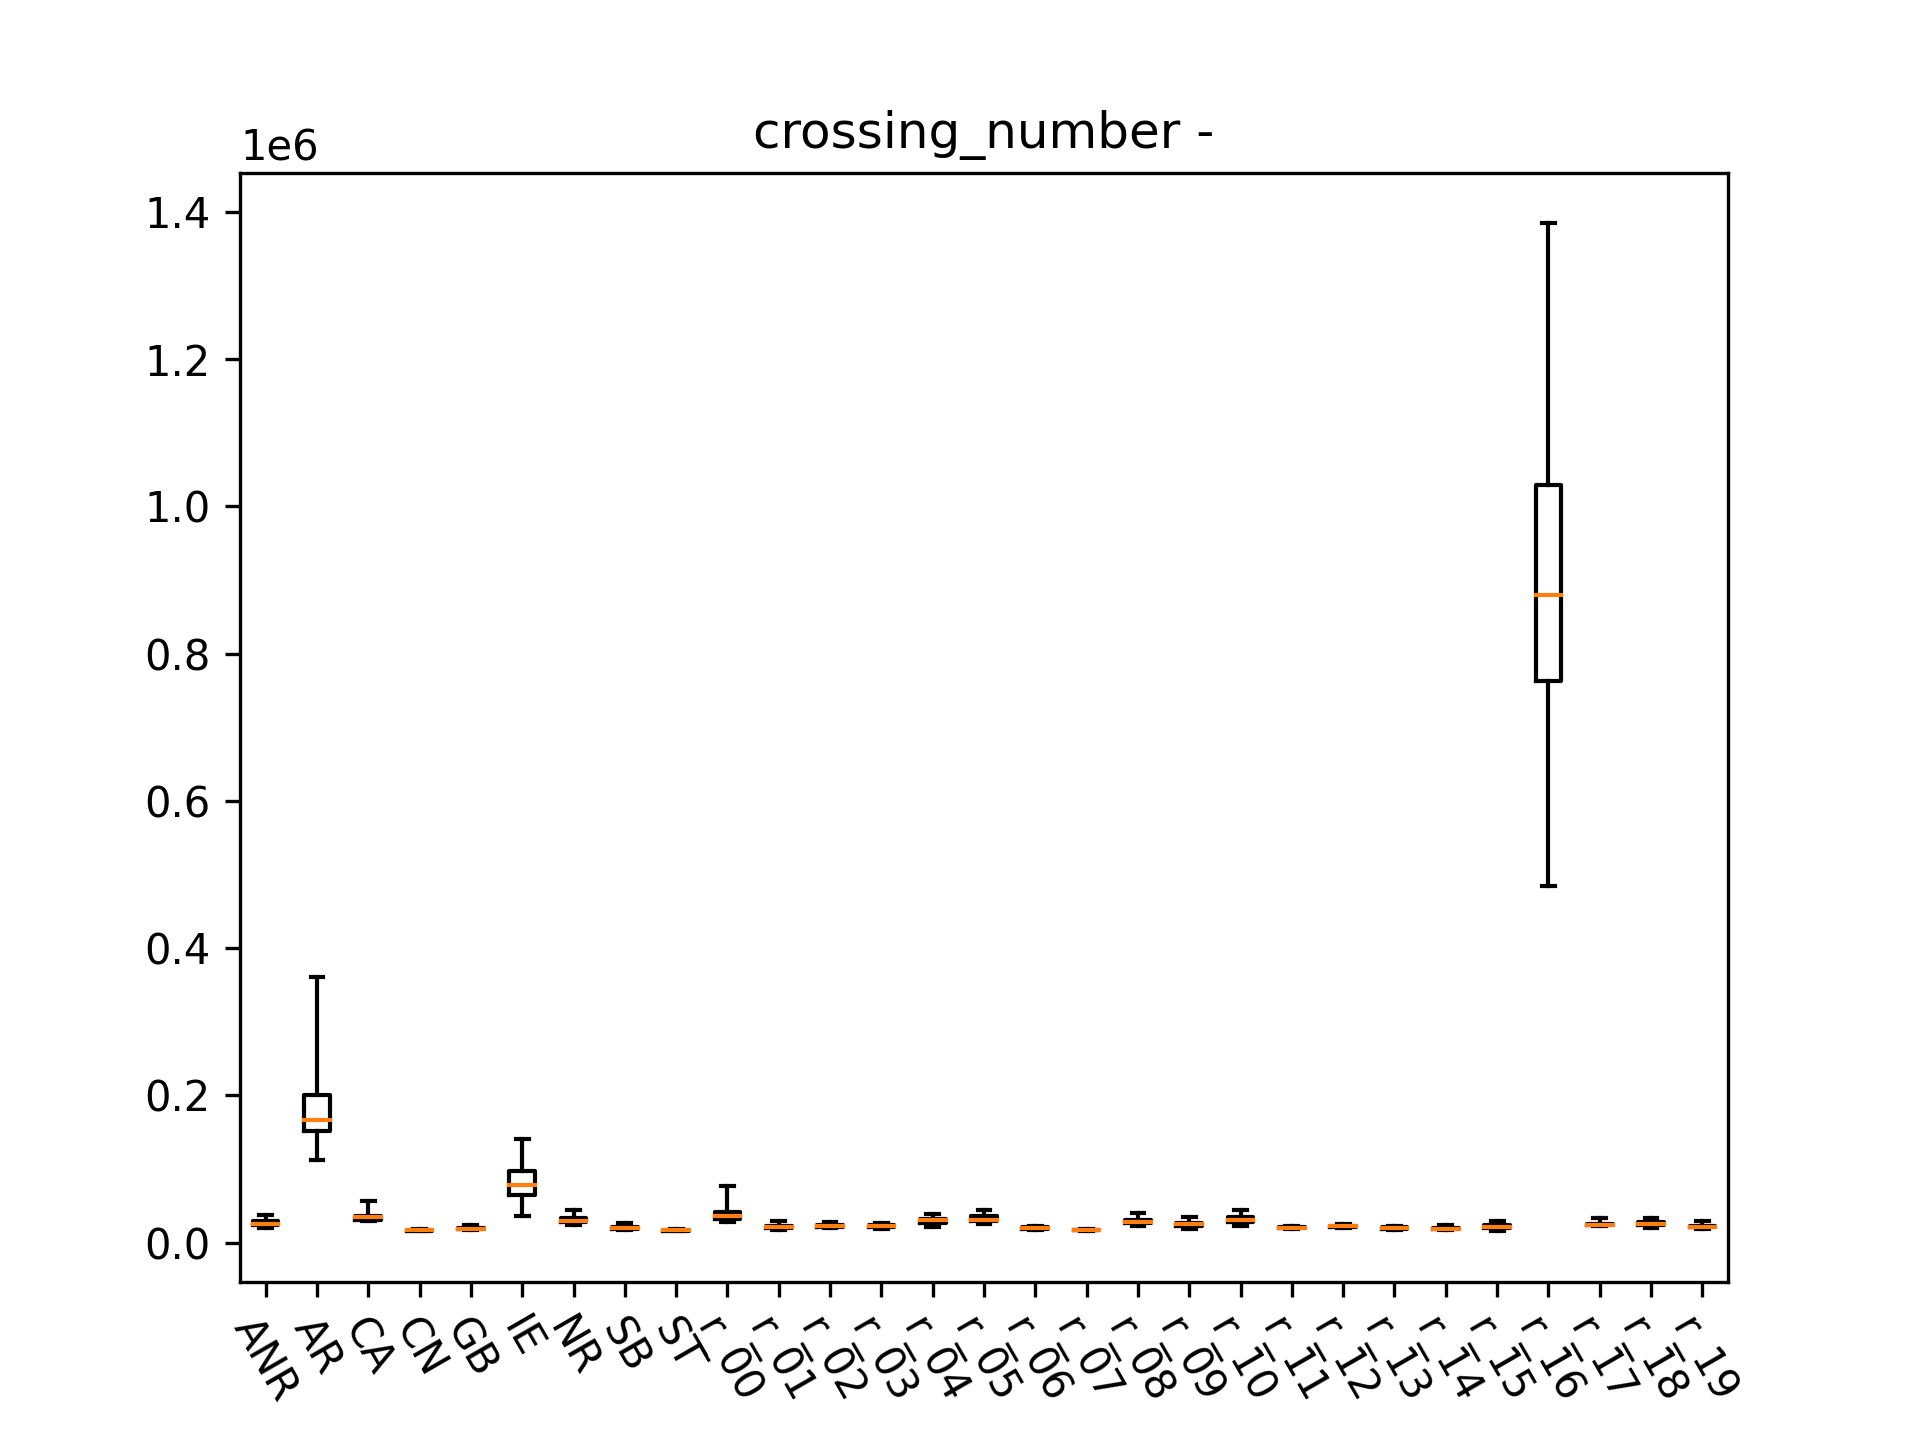 crossing_number -
1e6
1.4
1.2
1.0
0.8
0.6
0.4
0.2
0.0
ANR
AR
CA
CN
GB
IE
NR
SB
ST
r_00
r_01
r_02
r_03
r_04
r_05
r_06
r_07
r_08
r_09
r_10
r_11
r_12
r_13
r_14
r_15
r_16
r_17
r_18
r_19